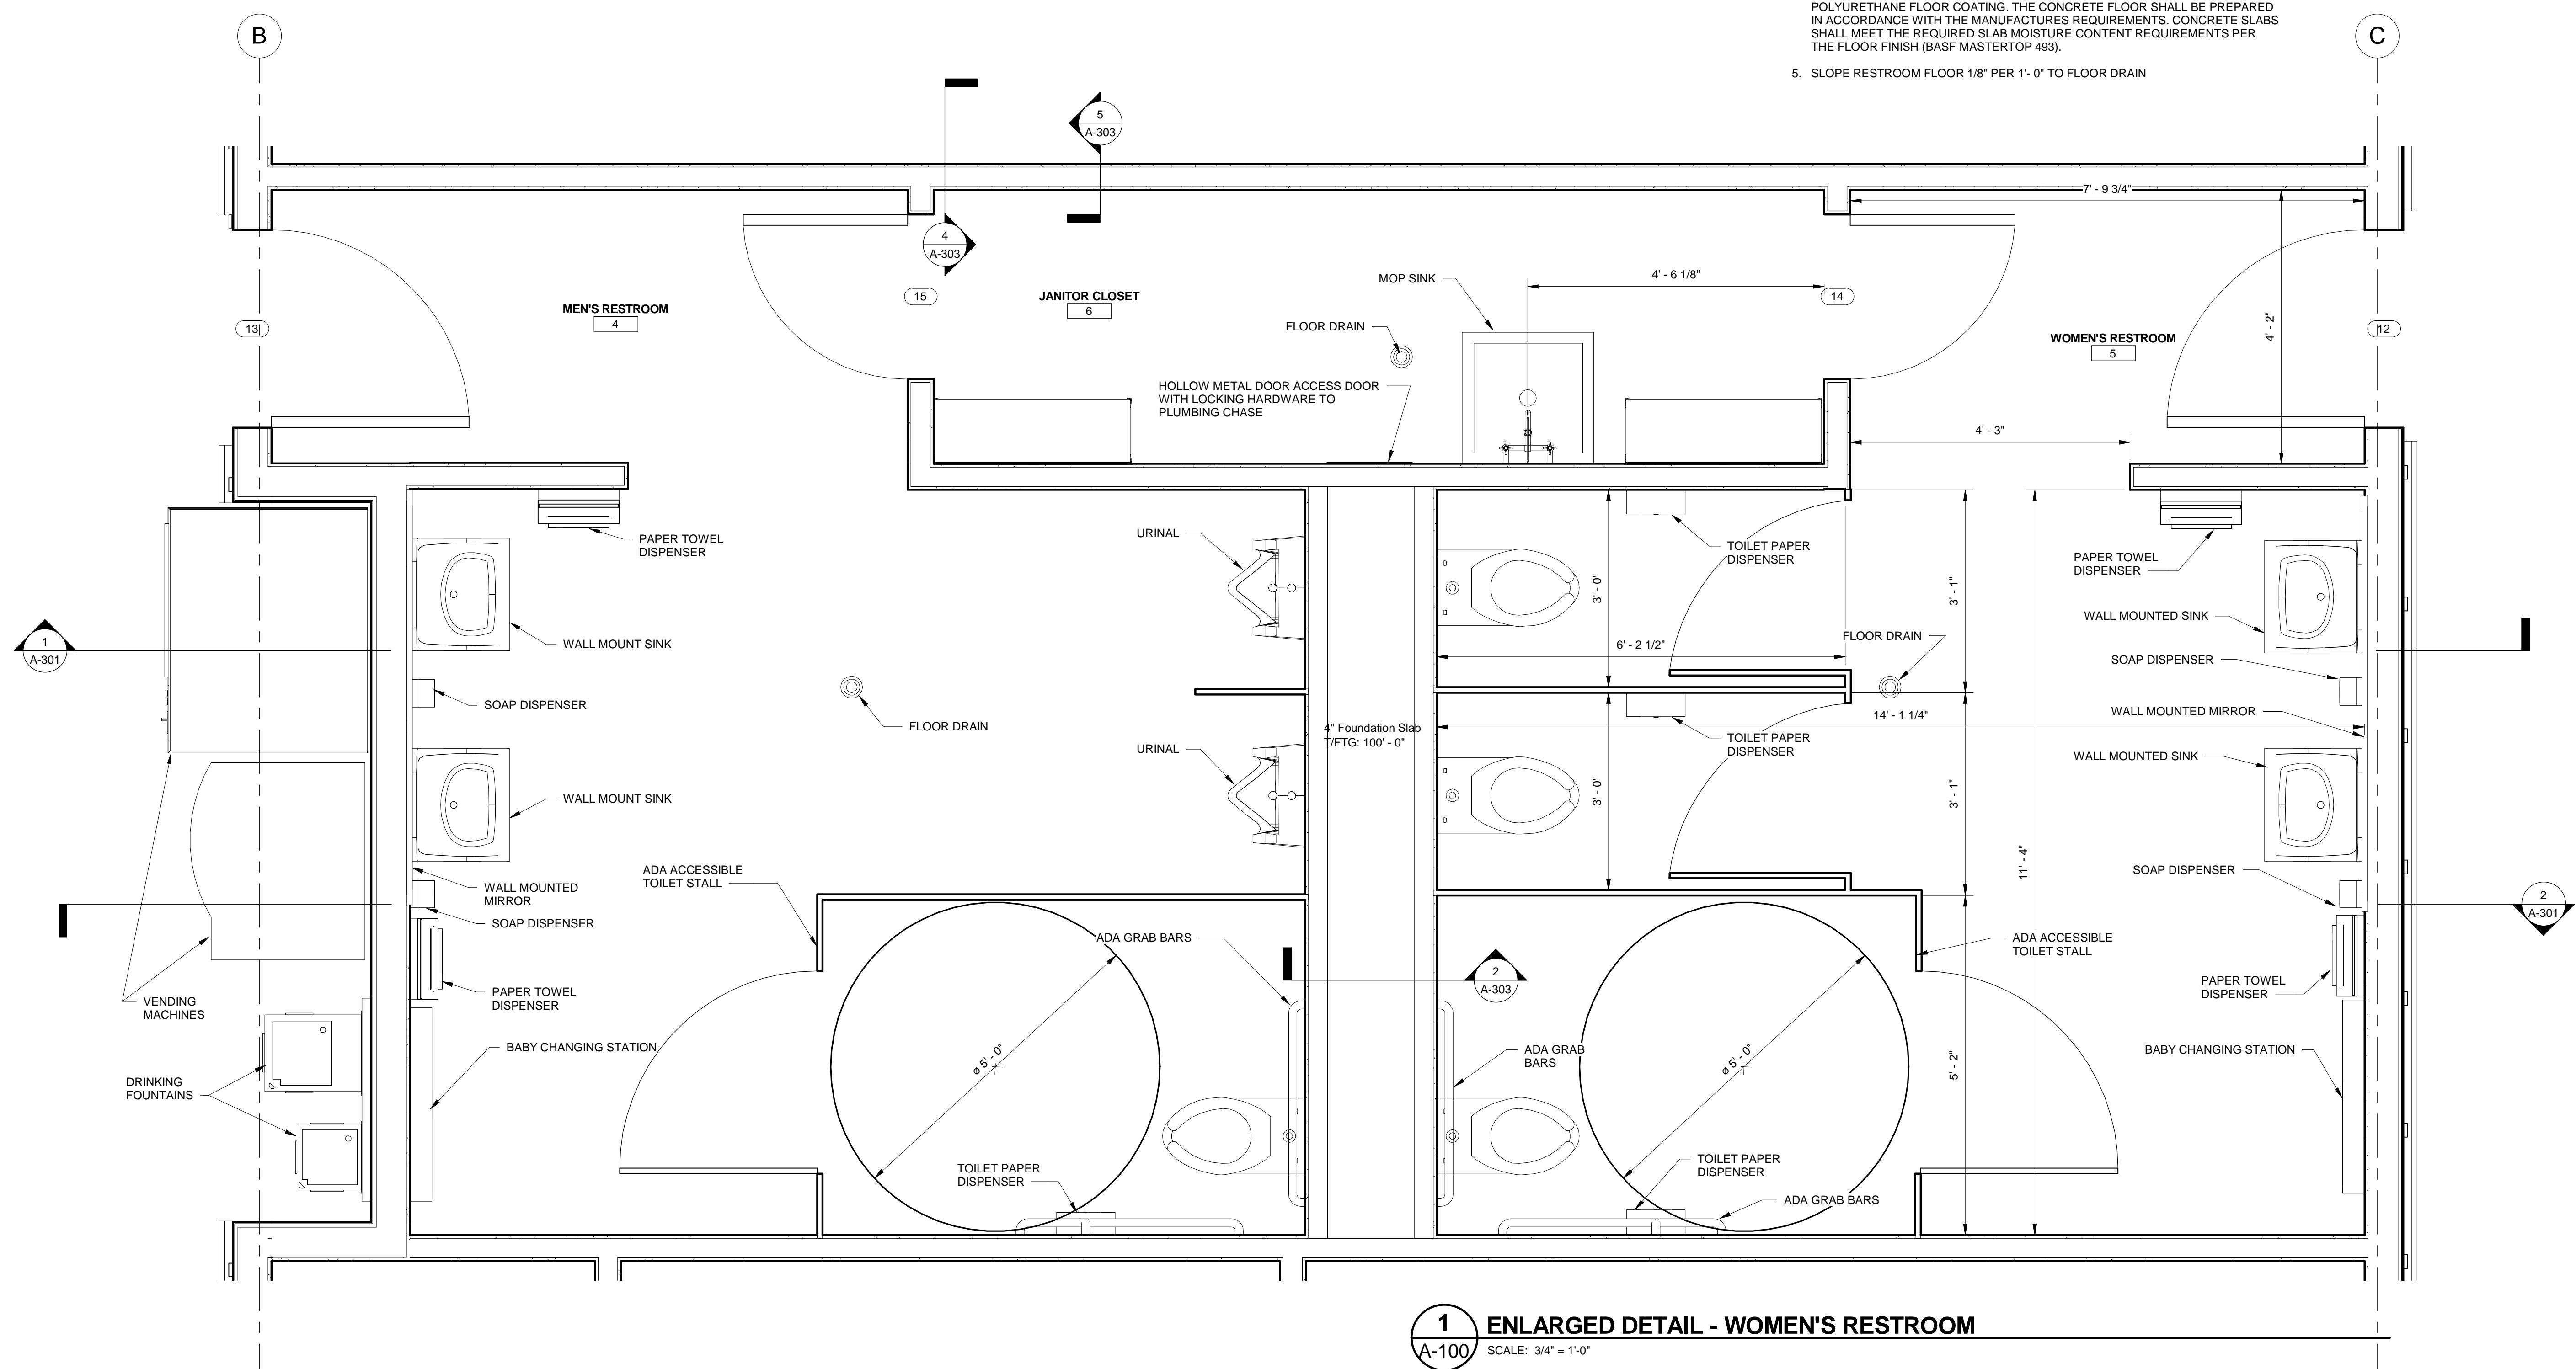 POLYURETHANE FLOOR COATING. THE CONCRETE FLOOR SHALL BE PREPARED
IN ACCORDANCE WITH THE MANUFACTURES REQUIREMENTS. CONCRETE SLABS
SHALL MEET THE REQUIRED SLAB MOISTURE CONTENT REQUIREMENTS PER
THE FLOOR FINISH (BASF MASTERTOP 493).
5. SLOPE RESTROOM FLOOR 1/8" PER 1'- 0" TO FLOOR DRAIN
B
C
5
A-303
4
A-303
7' - 9 3/4"
MOP SINK
4' - 6 1/8"
15
JANITOR CLOSET
6
14
MEN'S RESTROOM
4
13
FLOOR DRAIN
4' - 2"
12
WOMEN'S RESTROOM
5
HOLLOW METAL DOOR ACCESS DOOR
WITH LOCKING HARDWARE TO
PLUMBING CHASE
4' - 3"
PAPER TOWEL
DISPENSER
URINAL
TOILET PAPER
DISPENSER
PAPER TOWEL
DISPENSER
3' - 0"
3' - 1"
WALL MOUNTED SINK
1
A-301
WALL MOUNT SINK
6' - 2 1/2"
FLOOR DRAIN
SOAP DISPENSER
SOAP DISPENSER
FLOOR DRAIN
4" Foundation Slab
T/FTG: 100' - 0"
14' - 1 1/4"
WALL MOUNTED MIRROR
URINAL
TOILET PAPER
DISPENSER
WALL MOUNTED SINK
WALL MOUNT SINK
3' - 0"
3' - 1"
ADA ACCESSIBLE
TOILET STALL
11' - 4"
SOAP DISPENSER
WALL MOUNTED
MIRROR
SOAP DISPENSER
2
A-301
ADA GRAB BARS
ADA ACCESSIBLE
TOILET STALL
2
A-303
PAPER TOWEL
DISPENSER
PAPER TOWEL
DISPENSER
VENDING
MACHINES
BABY CHANGING STATION
ø 5' - 0"
ADA GRAB
BARS
ø 5' - 0"
5' - 2"
BABY CHANGING STATION
DRINKING
FOUNTAINS
TOILET PAPER
DISPENSER
TOILET PAPER
DISPENSER
ADA GRAB BARS
1
A-100
ENLARGED DETAIL - WOMEN'S RESTROOM
SCALE: 3/4" = 1'-0"